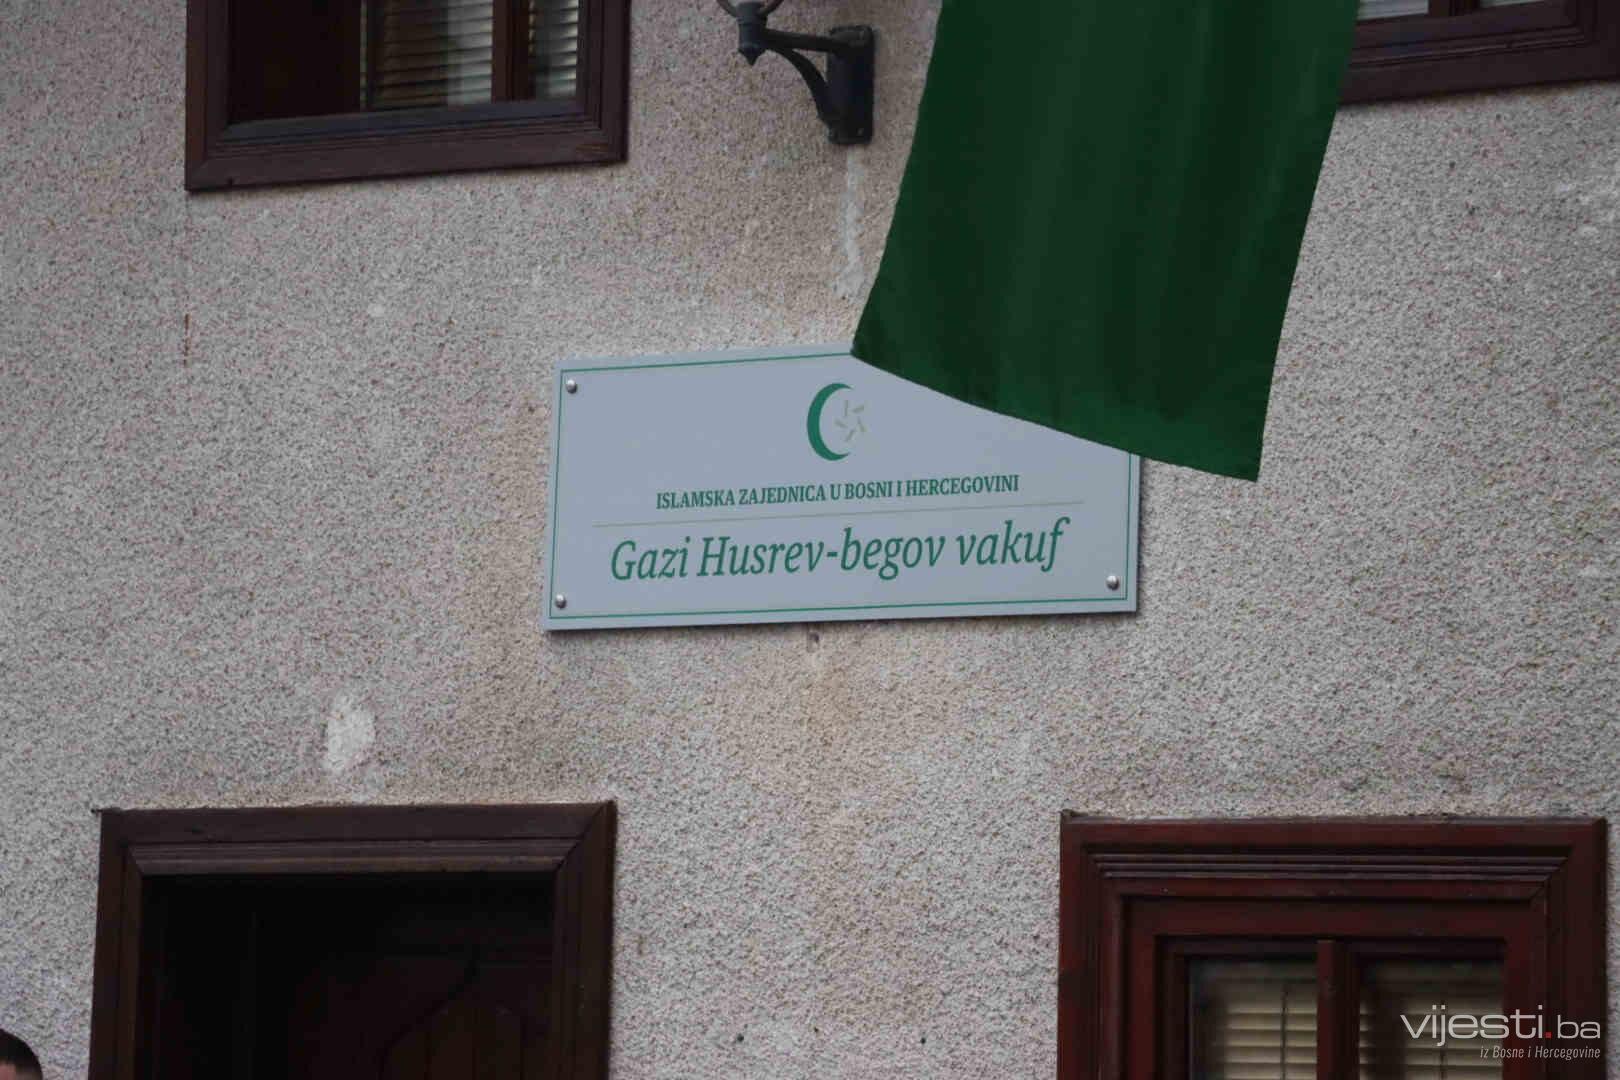 ISLAMSKA ZAJEDNICA U BOSNI I HERCEGOVINI
Gazi Husrev-begov vakuf
vijesti.ba
iz Bosne i Hercegovine